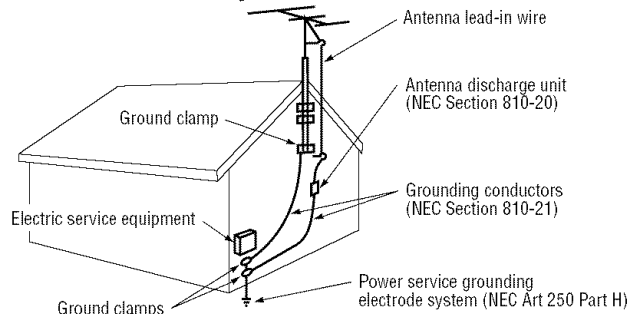 Antenna lead-in wire
Antenna discharge unit
(NEC Section 810-20)
Ground clamp
Grounding conductors
(NEC Section 810-21)
Electric service equipment
Power service grounding
electrode system (NEC Art 250 Part H)
Ground clamps